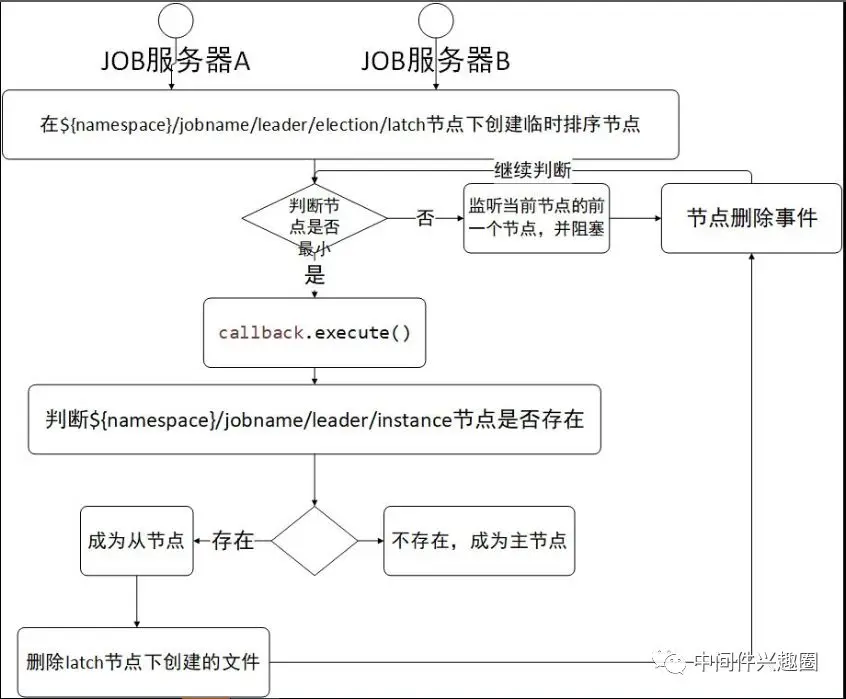 JOB服务器A
JOB服务器B
在${namespace}/jobname/leader/election/latch节点下创建临时排序节点
继续判断
判断节
点是否
最小
否
监听当前节点的前
一个节点，并阻塞
节点删除事件
是
callback.execute()
判断${namespace}/jobname/leader/instance节点是否存在
成为从节点
存在
不存在，成为主节点
删除latch节点下创建的文件
中间件兴趣圈